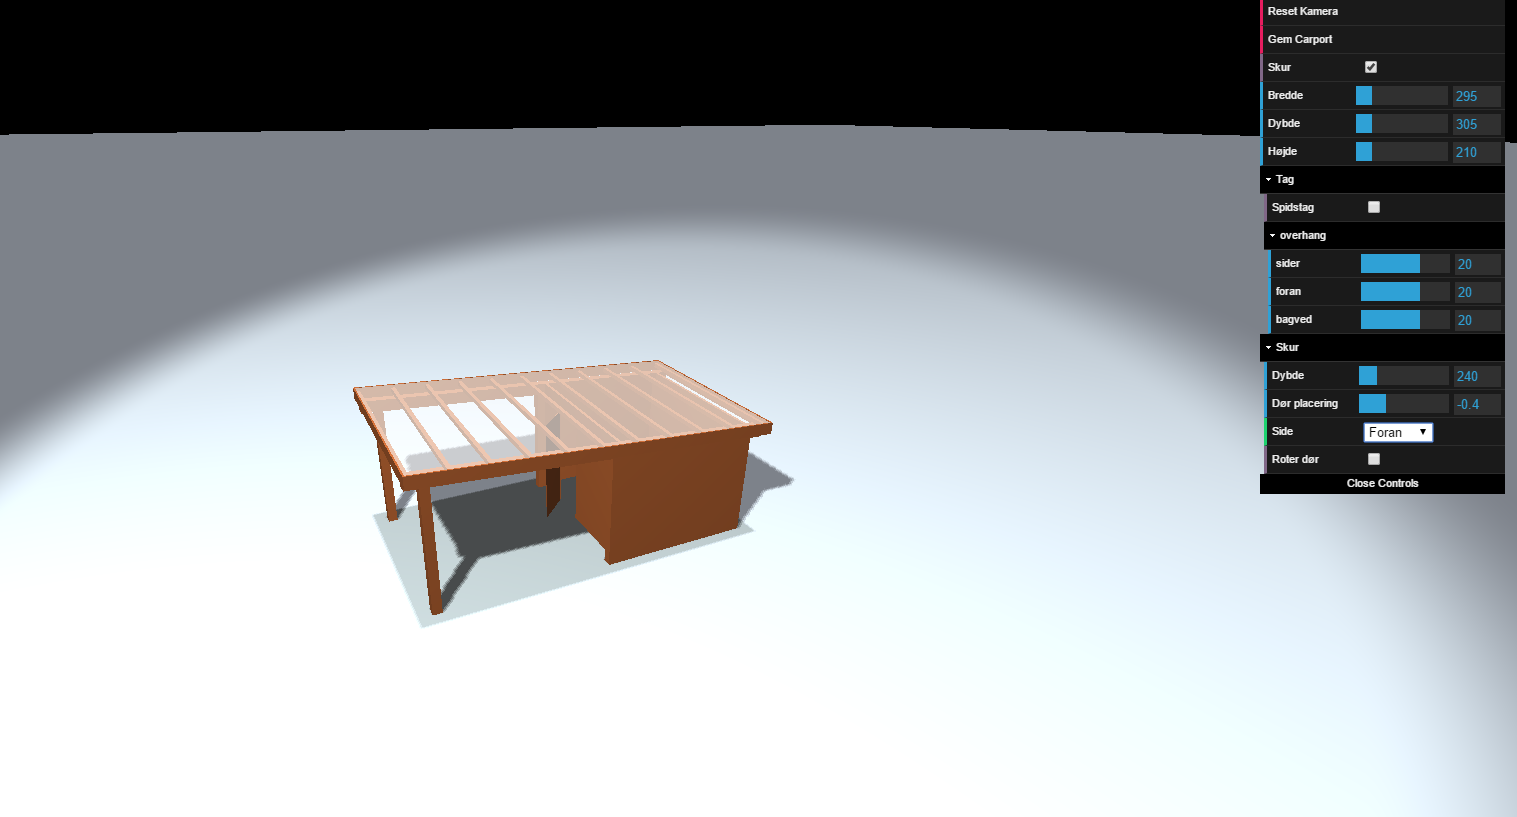 Reset Kamera
Gem Carport
Skur
Bredde 295
Dybde 305
Højde 210
Tag
Spidstag
overhang
sider 20
foran 20
bagved 20
Skur
Dybde 240
Dør placering -0.4
Side Foran
Roter dør
Close Controls